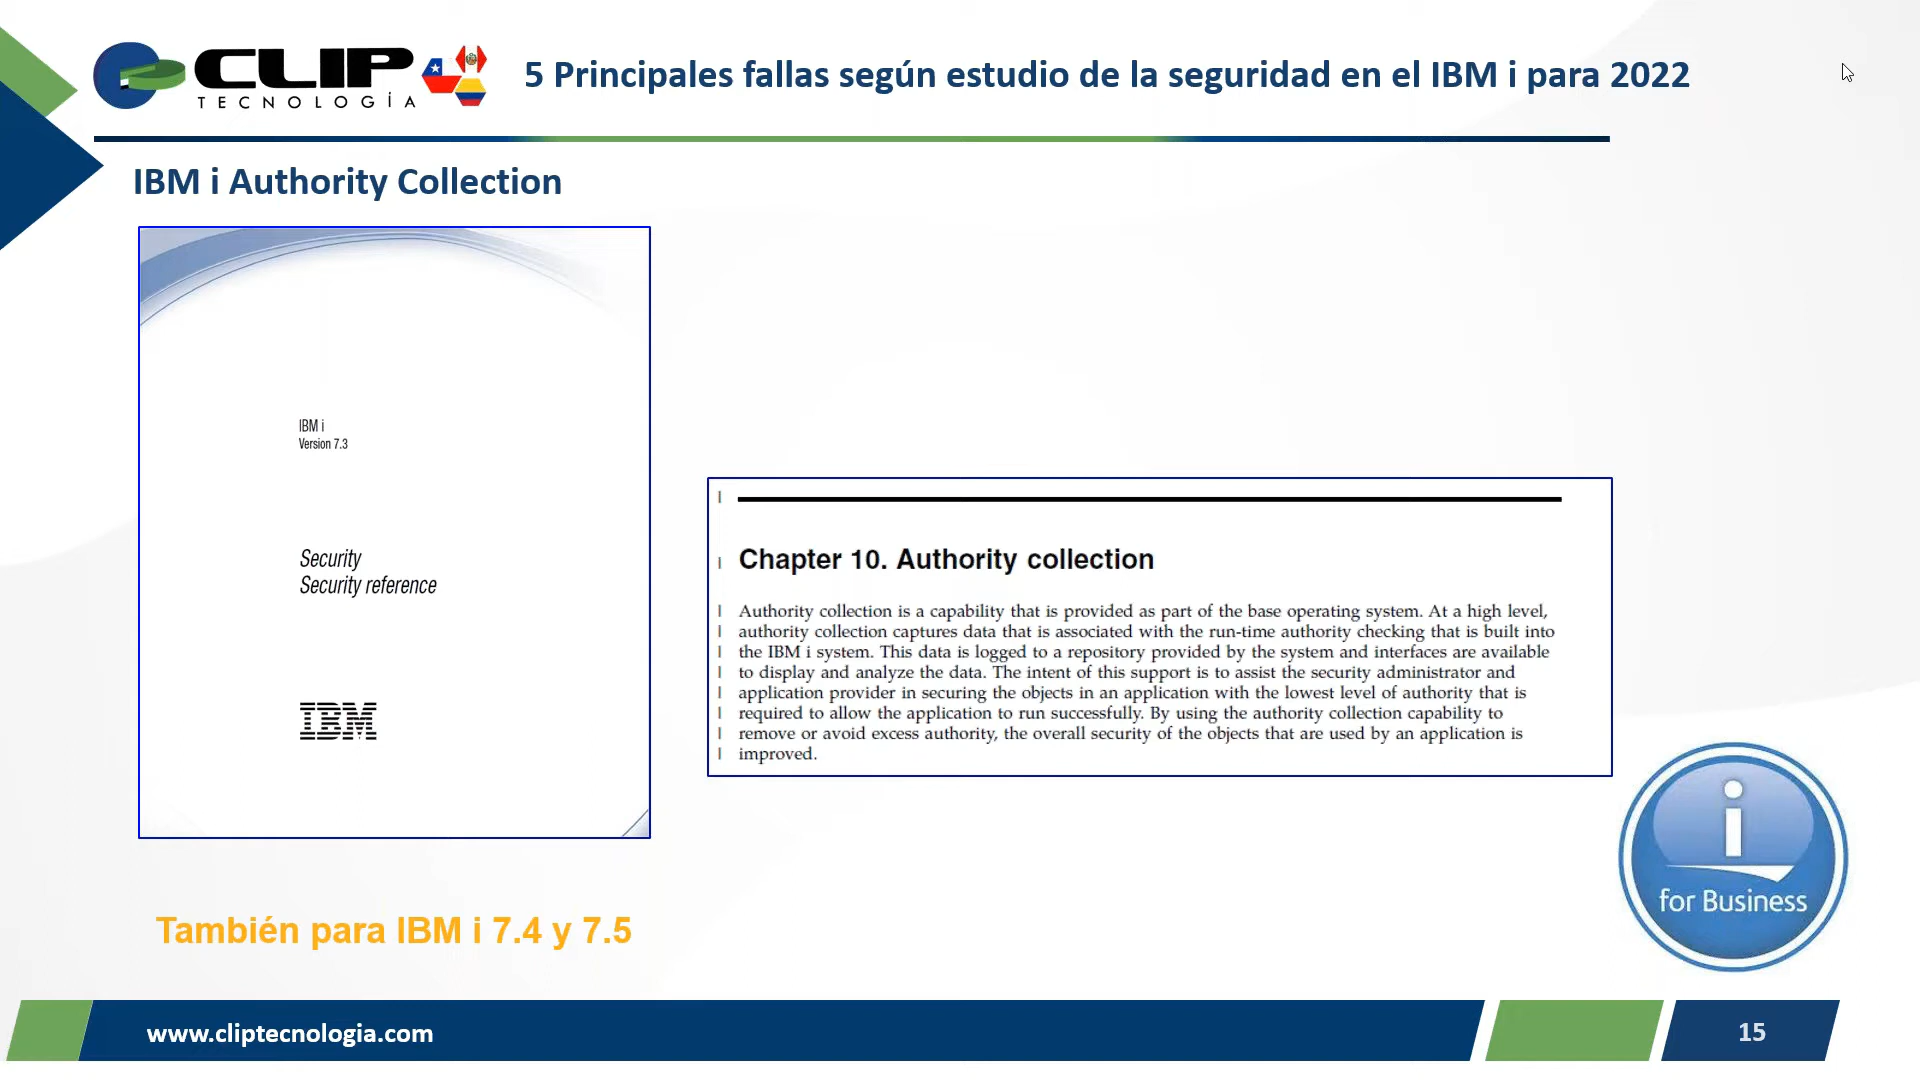 CLIP
TECNOLOGÍA
5 Principales fallas según estudio de la seguridad en el IBM i para 2022
IBM i Authority Collection
IBM i
Version 7.3
Security
Security reference
IBM
Chapter 10. Authority collection
Authority collection is a capability that is provided as part of the base operating system. At a high level,
authority collection captures data that is associated with the run-time authority checking that is built into
the IBM i system. This data is logged to a repository provided by the system and interfaces are available
to display and analyze the data. The intent of this support is to assist the security administrator and
application provider in securing the objects in an application with the lowest level of authority that is
required to allow the application to run successfully. By using the authority collection capability to
remove or avoid excess authority, the overall security of the objects that are used by an application is
improved.
i
for Business
También para IBM i 7.4 y 7.5
www.cliptecnologia.com
15